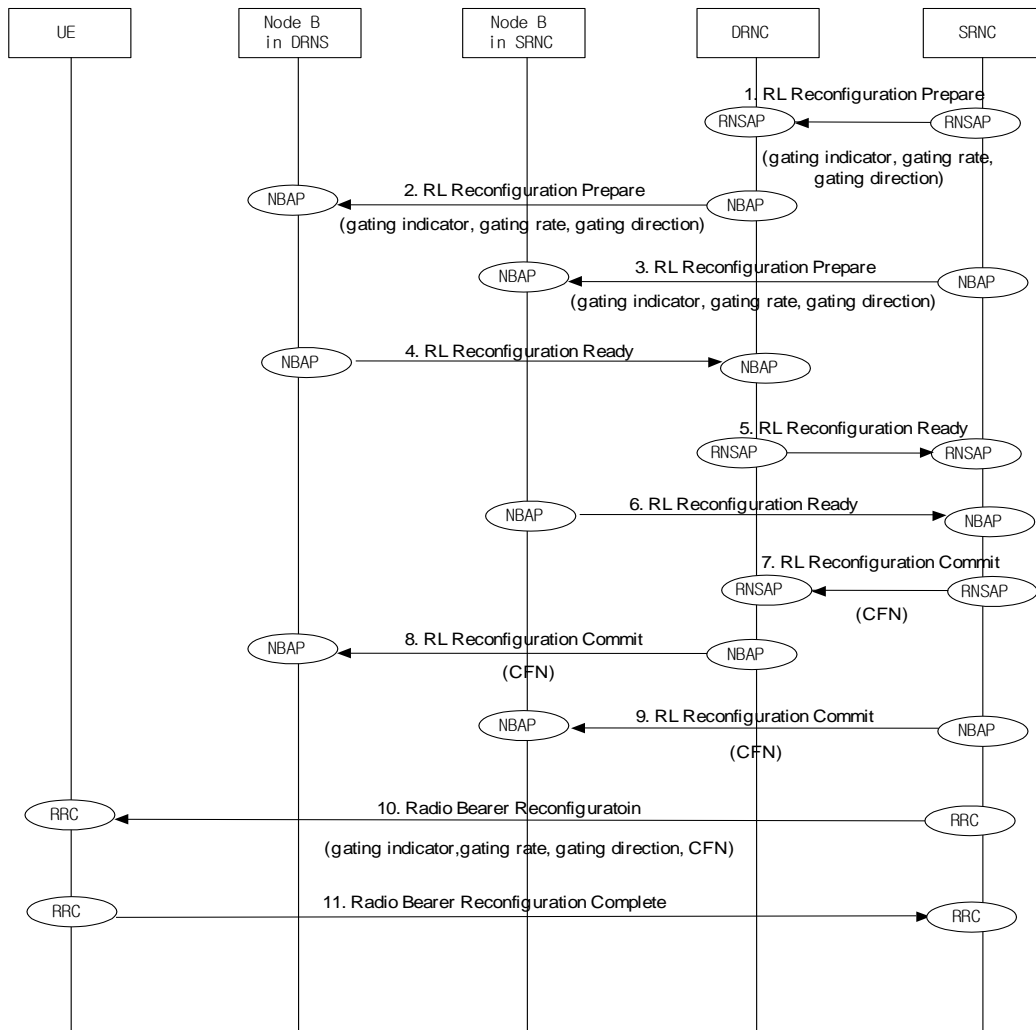 UE
Node B
in DRNS
Node B
in SRNC
DRNC
SRNC
1. RL Reconfiguration Prepare
RNSAP
RNSAP
(gating indicator, gating rate,
gating direction)
2. RL Reconfiguration Prepare
NBAP
NBAP
(gating indicator, gating rate, gating direction)
3. RL Reconfiguration Prepare
NBAP
NBAP
(gating indicator, gating rate, gating direction)
4. RL Reconfiguration Ready
NBAP
NBAP
5. RL Reconfiguration Ready
RNSAP
RNSAP
6. RL Reconfiguration Ready
NBAP
NBAP
7. RL Reconfiguration Commit
RNSAP
RNSAP
(CFN)
8. RL Reconfiguration Commit
NBAP
NBAP
(CFN)
9. RL Reconfiguration Commit
NBAP
NBAP
(CFN)
10. Radio Bearer Reconfiguratoin
RRC
RRC
(gating indicator,gating rate, gating direction, CFN)
11. Radio Bearer Reconfiguration Complete
RRC
RRC